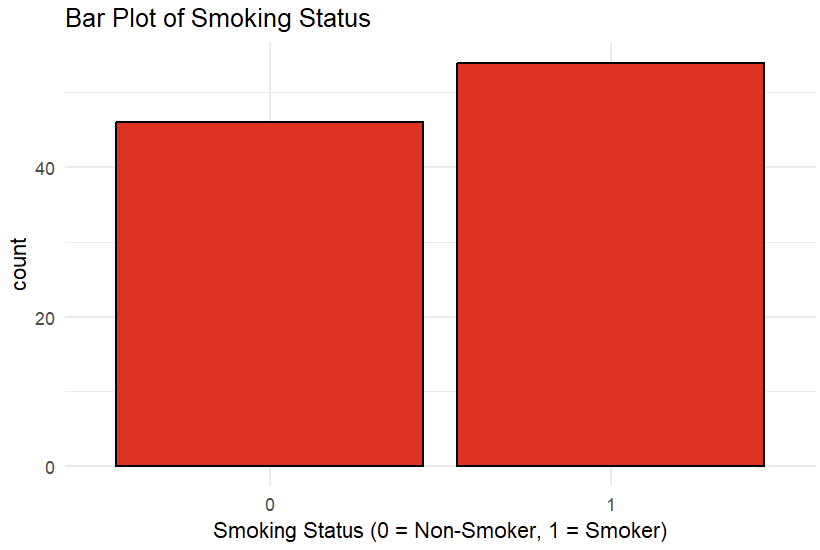 Bar Plot of Smoking Status
count
40
20
0
0 1
Smoking Status (0 = Non-Smoker, 1 = Smoker)